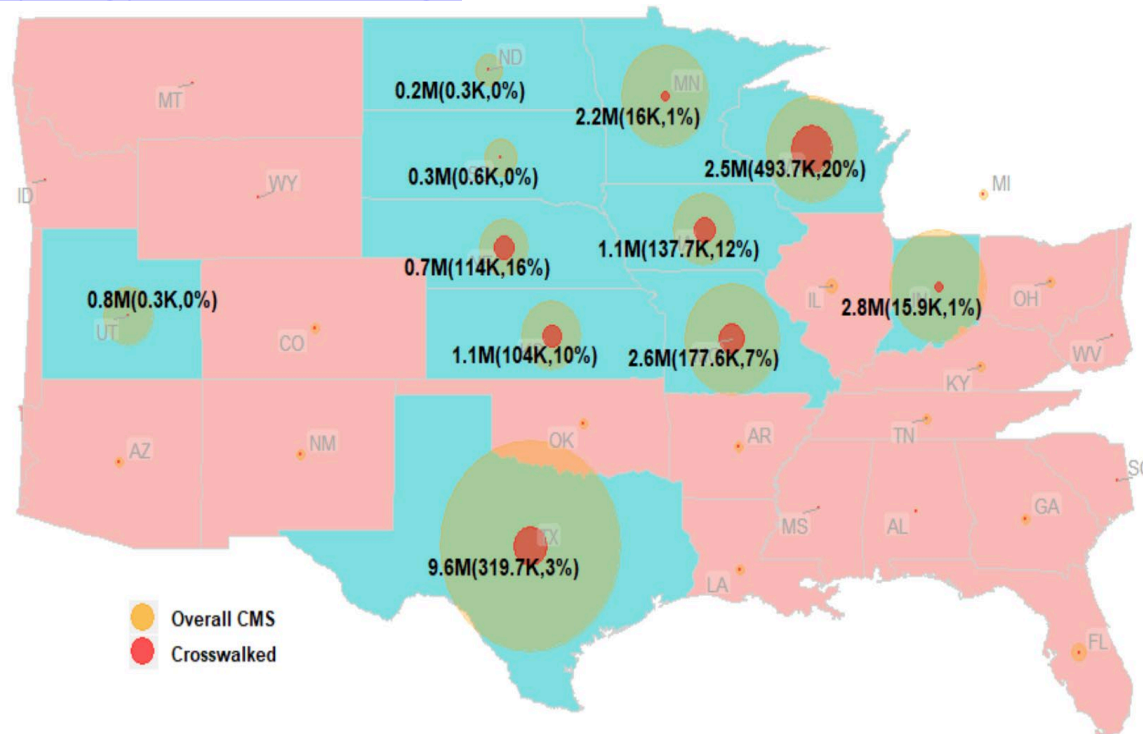 ND
MT
0.2M(0.3K,0%)
MN
2.2M(16K,1%)
2.5M(493.7K,20%)
ID
WY
0.3M(0.6K,0%)
MI
0.7M(114K,16%)
1.1M(137.7K,12%)
0.8M(0.3K,0%)
UT
CO
IL
IN
2.8M(15.9K,1%)
OH
1.1M(104K,10%)
2.6M(177.6K,7%)
WV
KY
AZ
NM
OK
AR
TN
SC
MS
AL
GA
TX
9.6M(319.7K,3%)
LA
Overall CMS
Crosswalked
FL